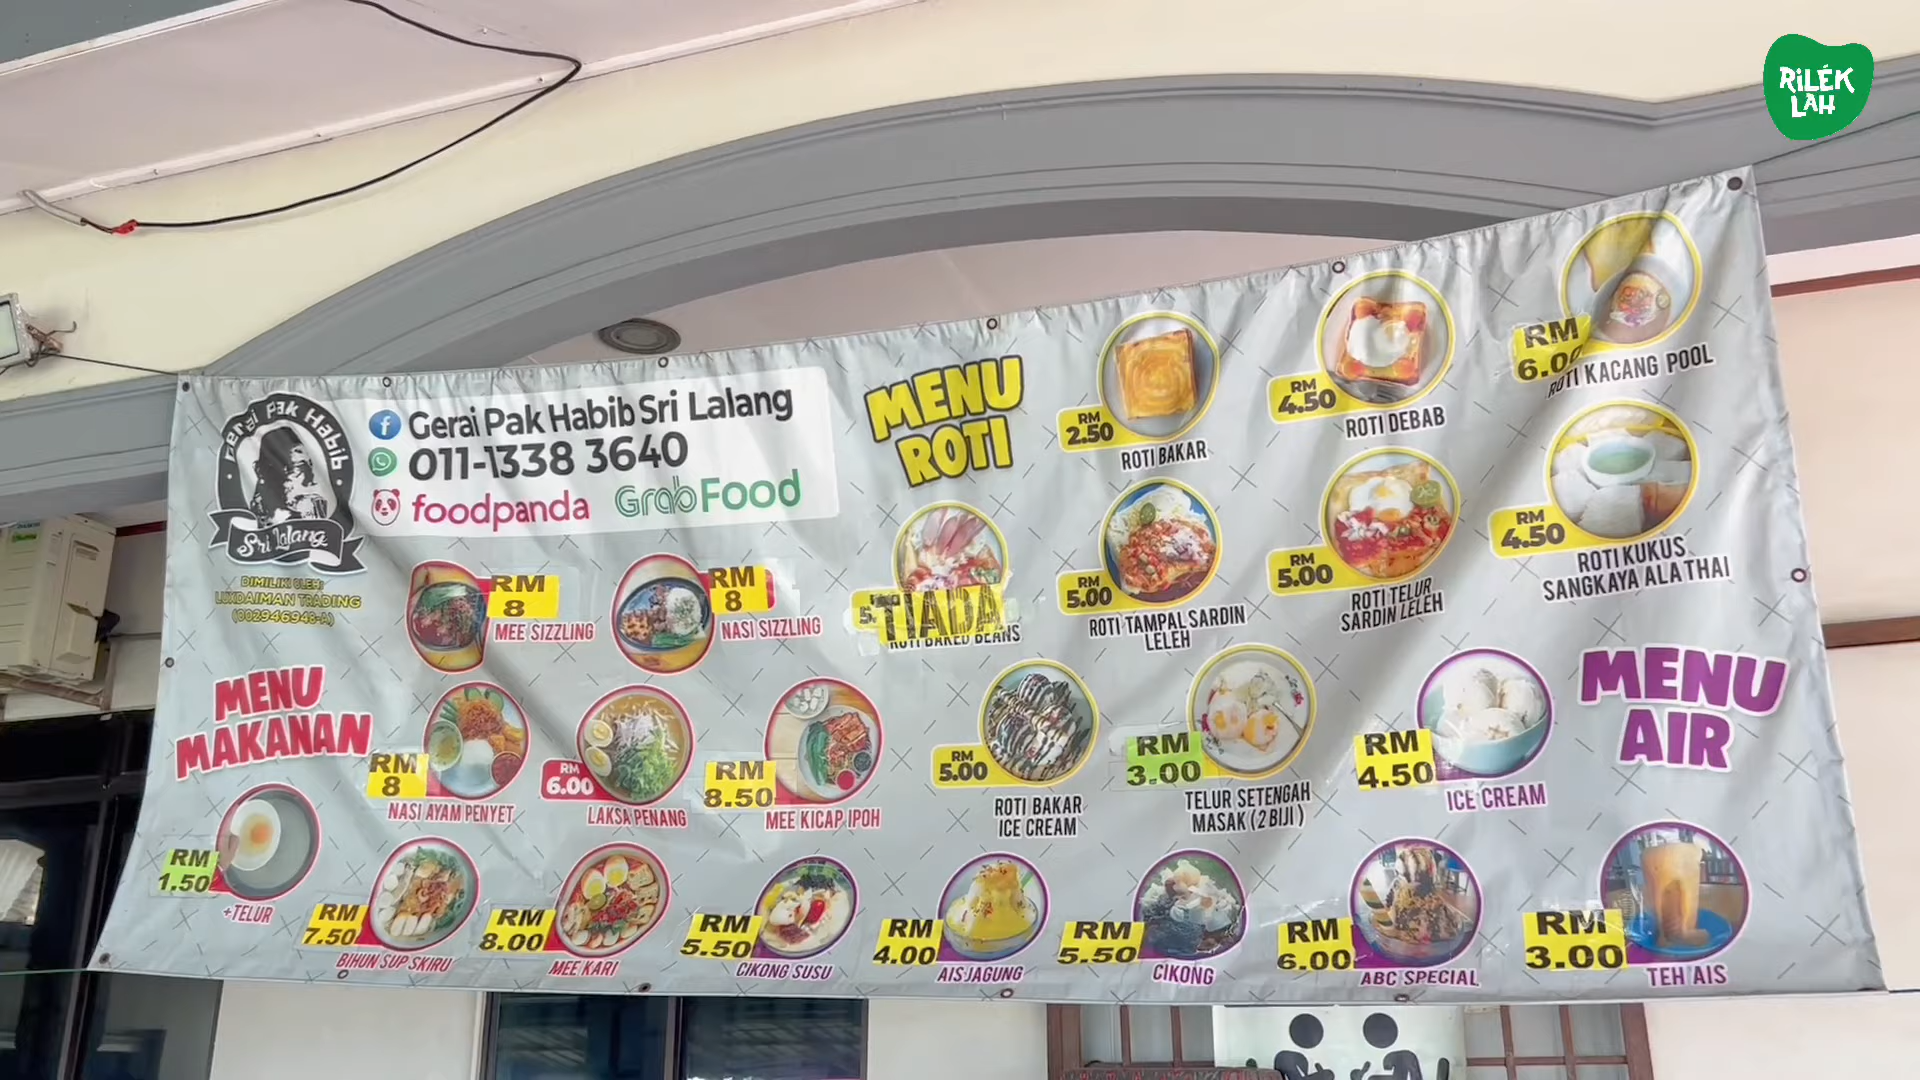 RiLÉK
LAH
Gerai Pak Habib
Sri Lalang
DIMILIKI OLEH:
LUKDAIMAN TRADING
(002946948-A)
Gerai Pak Habib Sri Lalang
011-1338 3640
foodpanda GrabFood
MENU
ROTI
RM
2.50
ROTI BAKAR
RM
4.50
ROTI DEBAB
RM
6.00
ROTI KACANG POOL
TIADA
ROTI BAKED BEANS
RM
5.00
ROTI TAMPAL SARDIN
LELEH
RM
5.00
ROTI TELUR
SARDIN LELEH
RM
4.50
ROTI KUKUS
SANGKAYA ALA THAI
RM
5.00
ROTI BAKAR
ICE CREAM
RM
3.00
TELUR SETENGAH
MASAK ( 2 BIJI )
MENU
MAKANAN
RM
8
MEE SIZZLING
RM
8
NASI SIZZLING
RM
8
NASI AYAM PENYET
RM
6.00
LAKSA PENANG
RM
8.50
MEE KICAP IPOH
RM
1.50
+TELUR
RM
7.50
BIHUN SUP SKIRU
RM
8.00
MEE KARI
MENU
AIR
RM
4.50
ICE CREAM
RM
5.50
CIKONG SUSU
RM
4.00
AIS JAGUNG
RM
5.50
CIKONG
RM
6.00
ABC SPECIAL
RM
3.00
TEH AIS